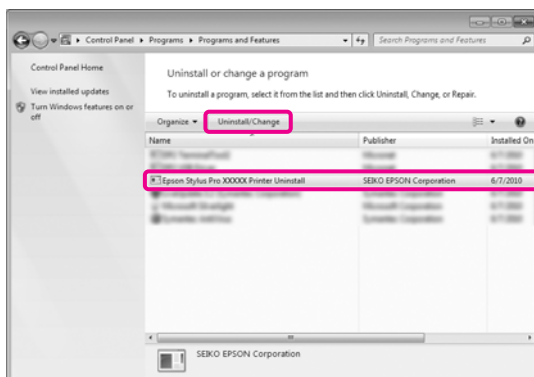 Control Panel ▸ Programs ▸ Programs and Features
Search Programs and Features
Control Panel Home
View installed updates
Turn Windows features on or
off
Uninstall or change a program
To uninstall a program, select it from the list and then click Uninstall, Change, or Repair.
Organize
Uninstall/Change
Name Publisher Installed On
Epson Stylus Pro XXXXX Printer Uninstall SEIKO EPSON Corporation 6/7/2010
SEIKO EPSON Corporation